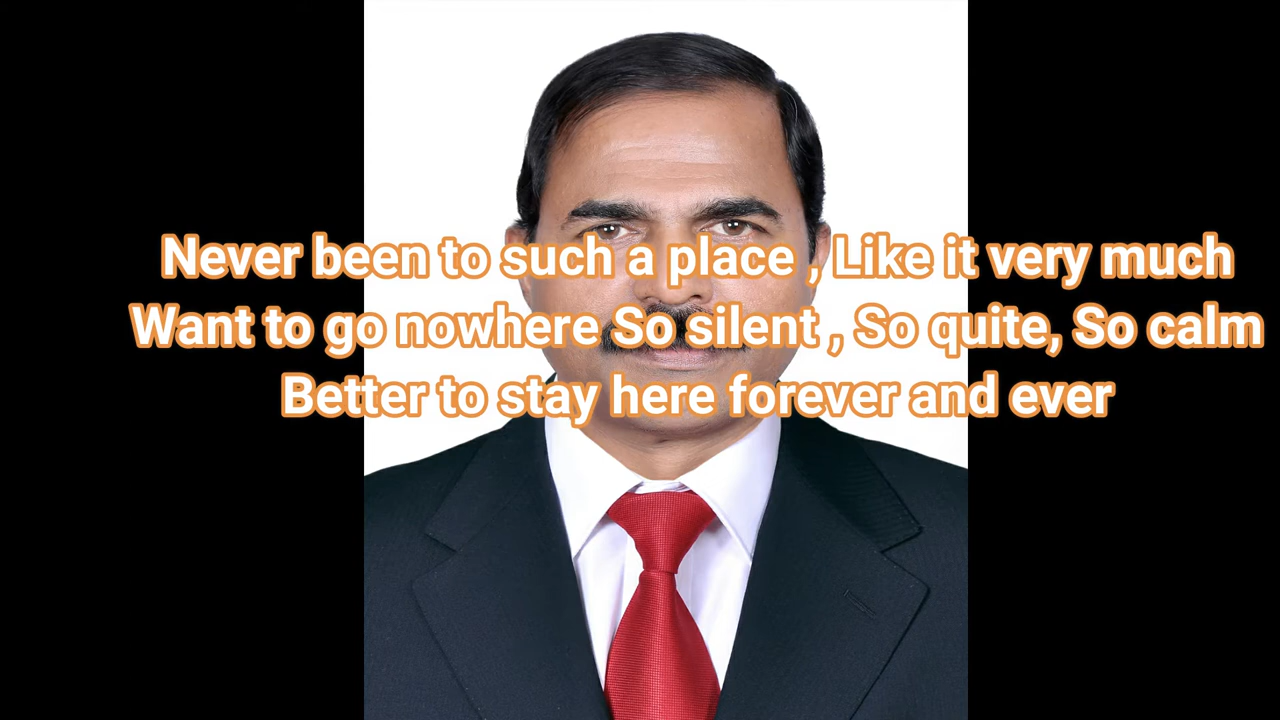 Never been to such a place , Like it very much
Want to go nowhere So silent , So quite, So calm
Better to stay here forever and ever